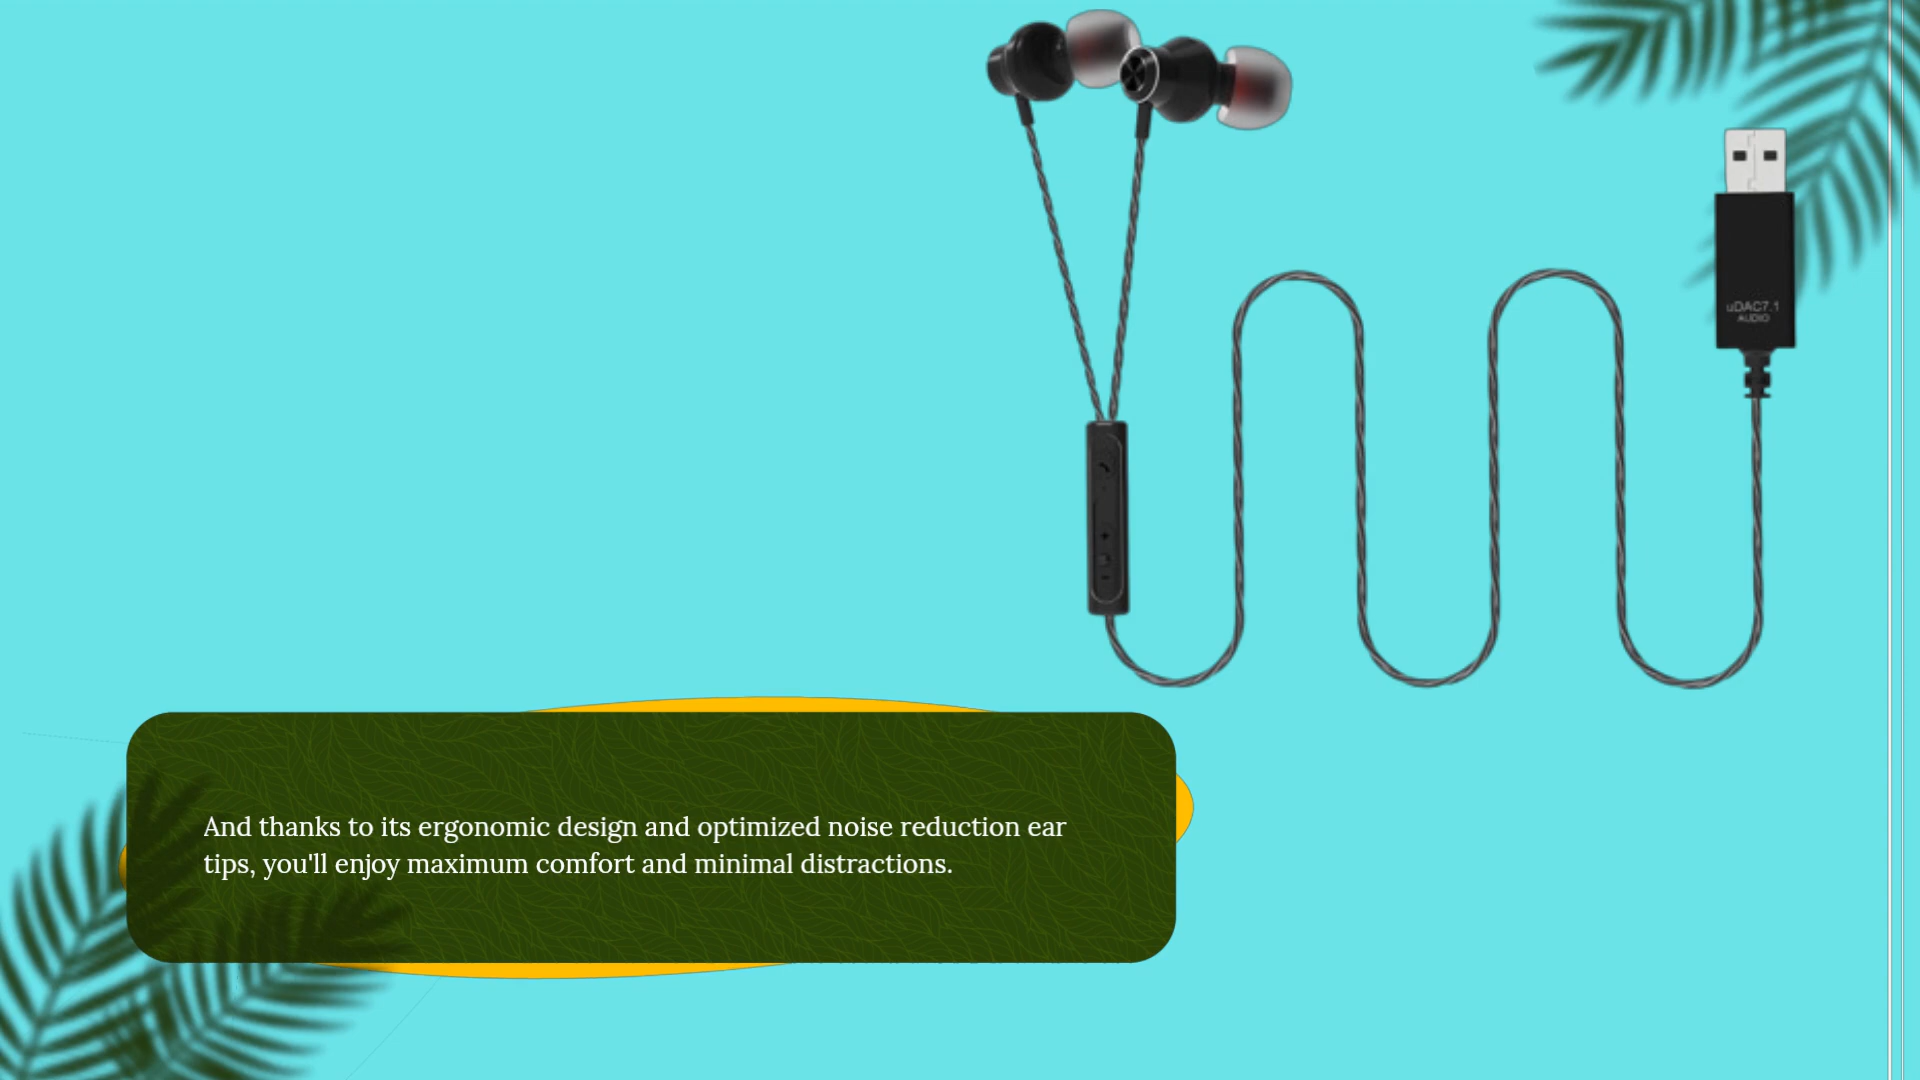 uDAC7.1
AUDIO
And thanks to its ergonomic design and optimized noise reduction ear
tips, you'll enjoy maximum comfort and minimal distractions.